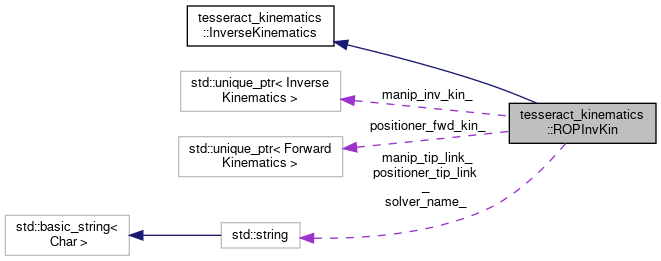 tesseract_kinematics
::InverseKinematics
std::unique_ptr< Inverse
Kinematics >
manip_inv_kin_
tesseract_kinematics
::ROPInvKin
positioner_fwd_kin_
std::unique_ptr< Forward
Kinematics >
manip_tip_link_
positioner_tip_link
_
solver_name_
std::basic_string<
Char >
std::string